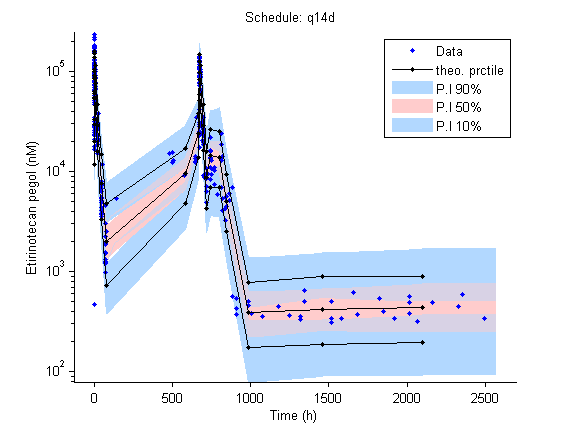 Schedule: q14d
Data
theo. prctile
P.I 90%
P.I 50%
P.I 10%
Etirinotecan pegol (nM)
10^5
10^4
10^3
10^2
0 500 1000 1500 2000 2500
Time (h)